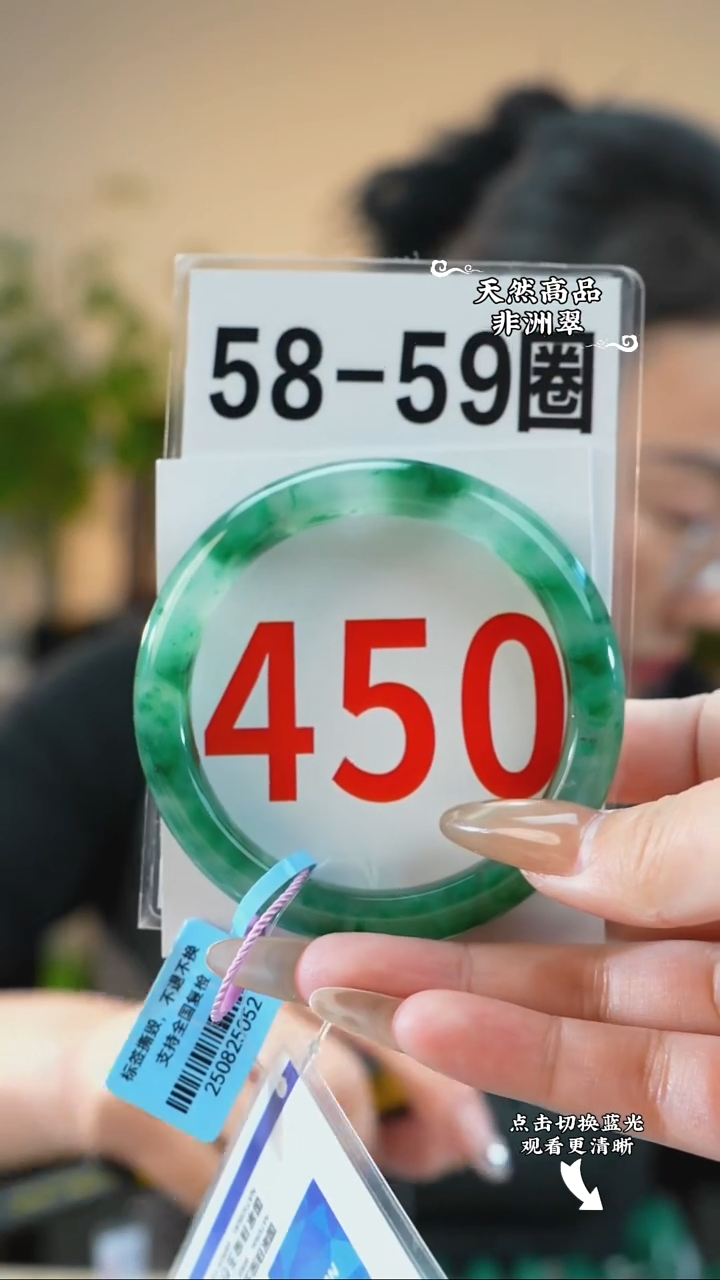 天然高品
非洲翠
58-59圈
450
标签撕毁，不退不换
支持全国复检
250825052
点击切换蓝光
观看更清晰